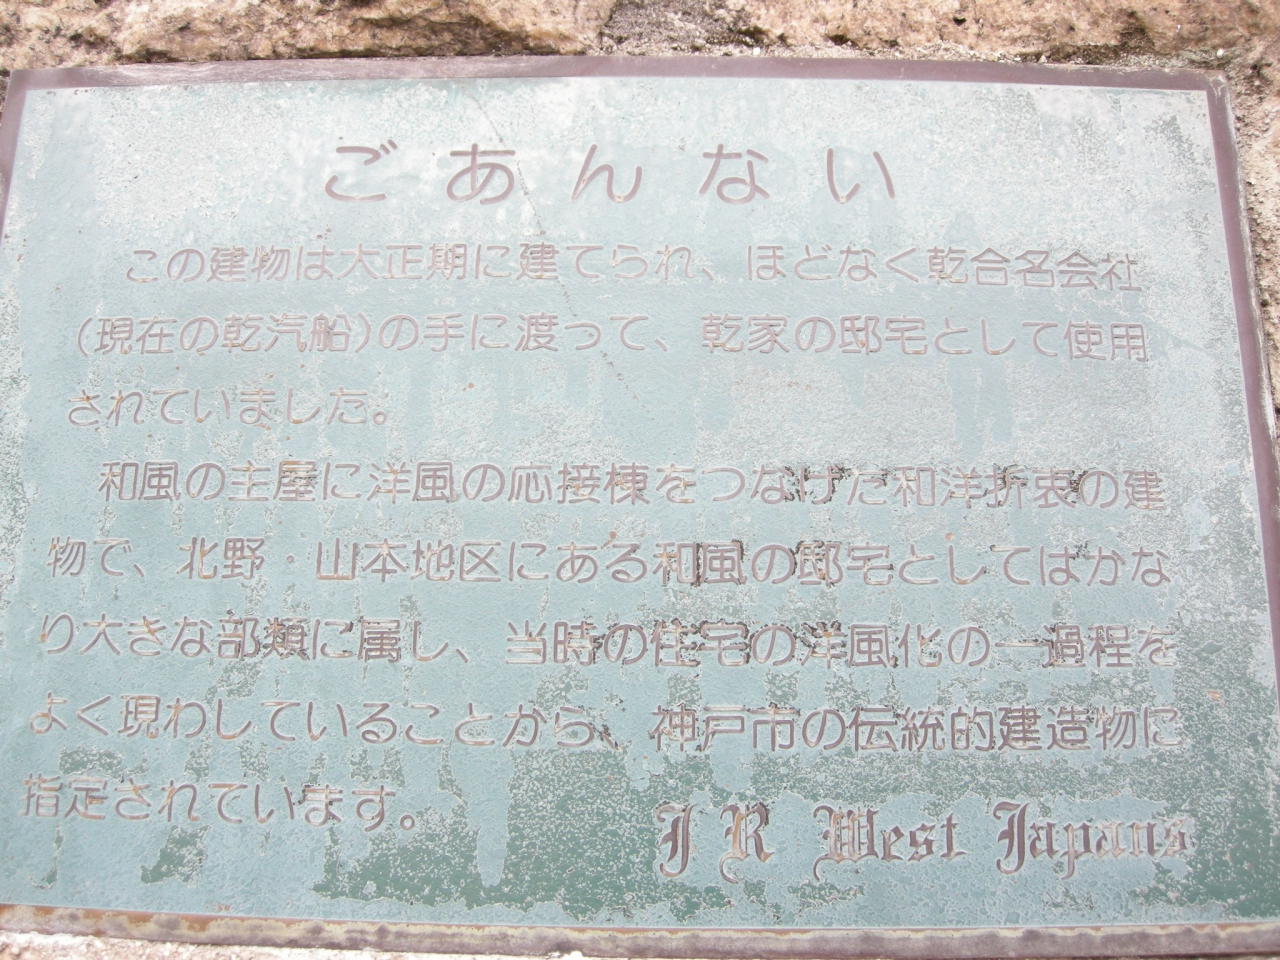 ごあんない
この建物は大正期に建てられ、ほどなく乾合名会社
(現在の乾汽船)の手に渡って、乾家の邸宅として使用
されていました。
和風の主屋に洋風の応接棟をつなげた和洋折衷の建
物で、北野・山本地区にある和風の邸宅としてはかな
り大きな部類に属し、当時の住宅の洋風化の一過程を
よく現わしていることから、神戸市の伝統的建造物に
指定されています。
JR West Japans